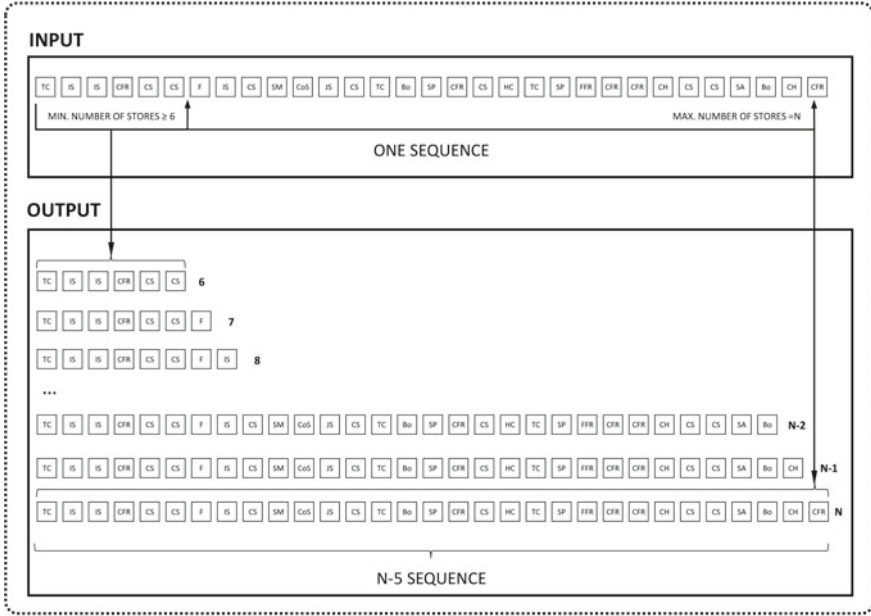 INPUT
TC IS IS CFR CS CS F IS CS SM CoS JS CS TC Bo SP CFR CS HC TC SP FFR CFR CFR CH CS CS SA Bo CH CFR
MIN. NUMBER OF STORES ≥ 6 MAX. NUMBER OF STORES =N
ONE SEQUENCE
OUTPUT
TC IS IS CFR CS CS 6
TC IS IS CFR CS CS F 7
TC IS IS CFR CS CS F IS 8
...
TC IS IS CFR CS CS F IS CS SM CoS JS CS TC Bo SP CFR CS HC TC SP FFR CFR CFR CH CS CS SA Bo N-2
TC IS IS CFR CS CS F IS CS SM CoS JS CS TC Bo SP CFR CS HC TC SP FFR CFR CFR CH CS CS SA Bo CH N-1
TC IS IS CFR CS CS F IS CS SM CoS JS CS TC Bo SP CFR CS HC TC SP FFR CFR CFR CH CS CS SA Bo CH CFR N
N-5 SEQUENCE